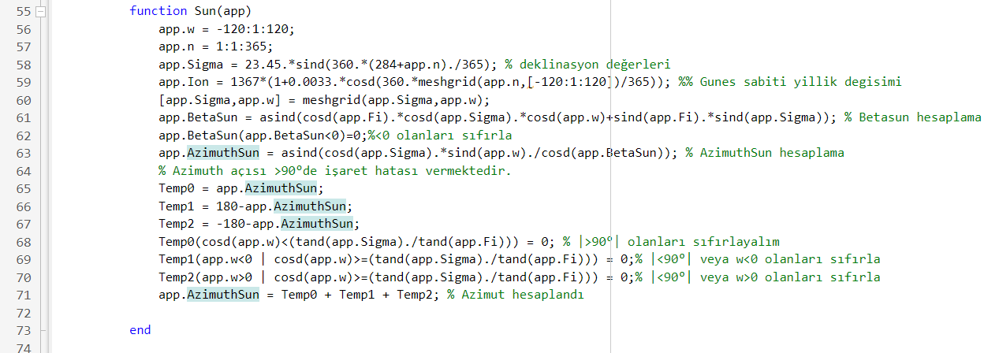 55 function Sun(app)
56 app.w = -120:1:120;
57 app.n = 1:1:365;
58 app.Sigma = 23.45.*sind(360.*(284+app.n)./365); % deklinasyon değerleri
59 app.Ion = 1367*(1+0.0033.*cosd(360.*meshgrid(app.n,[-120:1:120])/365)); %% Gunes sabiti yillik degisimi
60 [app.Sigma,app.w] = meshgrid(app.Sigma,app.w);
61 app.BetaSun = asind(cosd(app.Fi).*cosd(app.Sigma).*cosd(app.w)+sind(app.Fi).*sind(app.Sigma)); % Betasun hesaplama
62 app.BetaSun(app.BetaSun<0)=0;%<0 olanları sıfırla
63 app.AzimuthSun = asind(cosd(app.Sigma).*sind(app.w)./cosd(app.BetaSun)); % AzimuthSun hesaplama
64 % Azimuth açısı >90°de işaret hatası vermektedir.
65 Temp0 = app.AzimuthSun;
66 Temp1 = 180-app.AzimuthSun;
67 Temp2 = -180-app.AzimuthSun;
68 Temp0(cosd(app.w)<(tand(app.Sigma)./tand(app.Fi))) = 0; % |>90°| olanları sıfırlayalım
69 Temp1(app.w<0 | cosd(app.w)>=(tand(app.Sigma)./tand(app.Fi))) = 0;% |<90°| veya w<0 olanları sıfırla
70 Temp2(app.w>0 | cosd(app.w)>=(tand(app.Sigma)./tand(app.Fi))) = 0;% |<90°| veya w>0 olanları sıfırla
71 app.AzimuthSun = Temp0 + Temp1 + Temp2; % Azimut hesaplandı
72
73 end
74